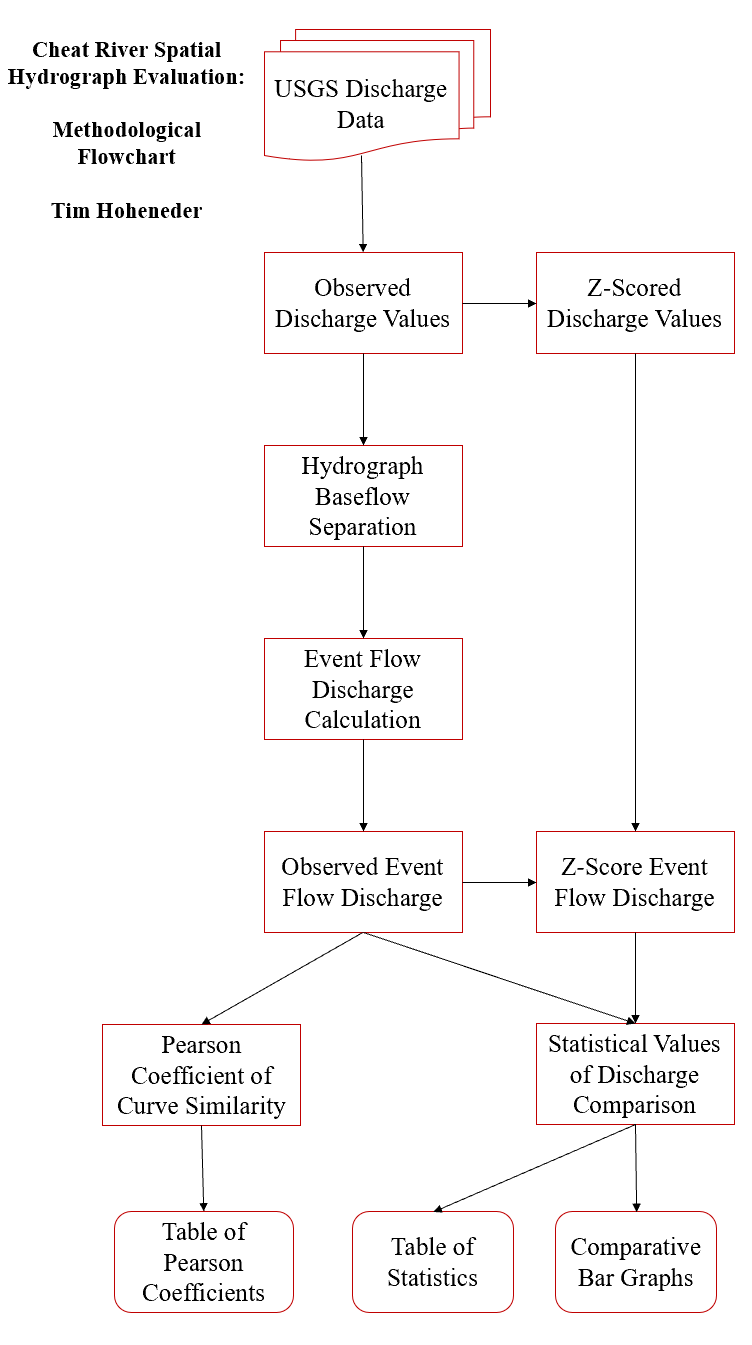 Cheat River Spatial
Hydrograph Evaluation:
Methodological
Flowchart
Tim Hoheneder
USGS Discharge
Data
Observed
Discharge Values
Z-Scored
Discharge Values
Hydrograph
Baseflow
Separation
Event Flow
Discharge
Calculation
Observed Event
Flow Discharge
Z-Score Event
Flow Discharge
Pearson
Coefficient of
Curve Similarity
Statistical Values
of Discharge
Comparison
Table of
Pearson
Coefficients
Table of
Statistics
Comparative
Bar Graphs